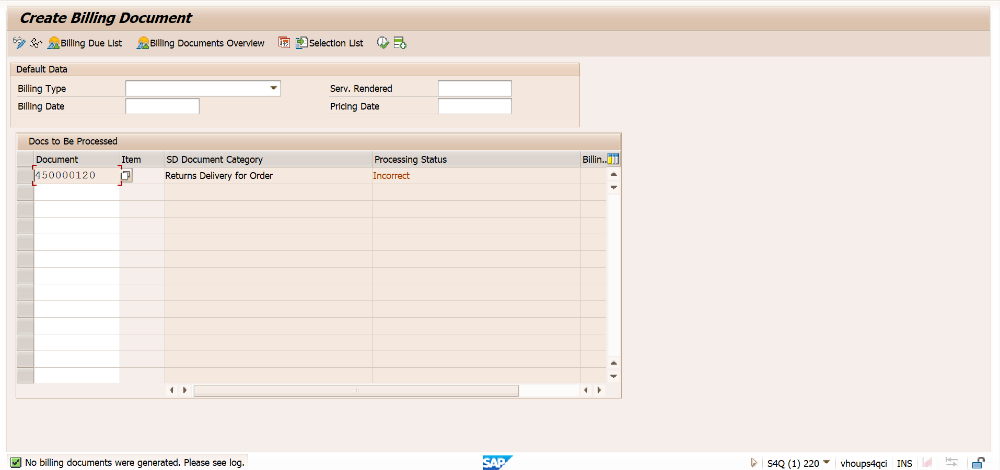 Create Billing Document
Billing Due List Billing Documents Overview Selection List
Default Data
Billing Type Serv. Rendered
Billing Date Pricing Date
Docs to Be Processed
Document Item SD Document Category Processing Status Billin..
450000120 Returns Delivery for Order Incorrect
No billing documents were generated. Please see log. SAP S4Q (1) 220 vhoups4qci INS